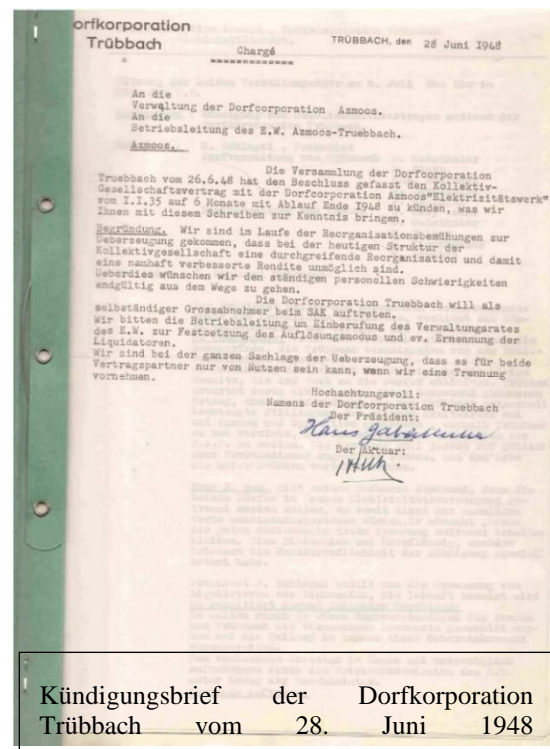 orfkorporation
Trübbach
TRÜBBACH, den 28 Juni 1948
Chargé
An die
Verwaltung der Dorfcorporation Azmoos.
An die
Betriebsleitung des E.W. Azmoos-Truebbach.
Azmoos.
Die Versammlung der Dorfcorporation
Truebbach vom 26.6.48 hat den Beschluss gefasst den Kollektiv-
Gesellschaftsvertrag mit der Dorfcorporation Azmoos"Elektrizitätswerk"
vom I.I.35 auf 6 Monate mit Ablauf Ende I948 zu künden, was wir
Ihnen mit diesem Schreiben zur Kenntnis bringen.
Begründung. Wir sind im Laufe der Reorganisationsbemühungen zur
Ueberzeugung gekommen, dass bei der heutigen Struktur der
Kollektivgesellschaft eine durchgreifende Reorganisation und damit
eine namhaft verbesserte Rendite unmöglich sind.
Ueberdies wünschen wir den ständigen personellen Schwierigkeiten
endgültig aus dem Wege zu gehen.
Die Dorfcorporation Truebbach will als
selbständiger Grossabnehmer beim SAK auftreten.
Wir bitten die Betriebsleitung um Einberufung des Verwaltungsrates
des E.W. zur Festsetzung des Auflösungsmodus und ev. Ernennung der
Liquidatoren.
Wir sind bei der ganzen Sachlage der Ueberzeugung, dass es für beide
Vertragspartner nur von Nutzen sein kann, wenn wir eine Trennung
vornehmen.
Hochachtungsvoll:
Namens der Dorfcorporation Truebbach
Der Präsident:
Hans
Der Aktuar:
Kündigungsbrief der Dorfkorporation
Trübbach vom 28. Juni 1948